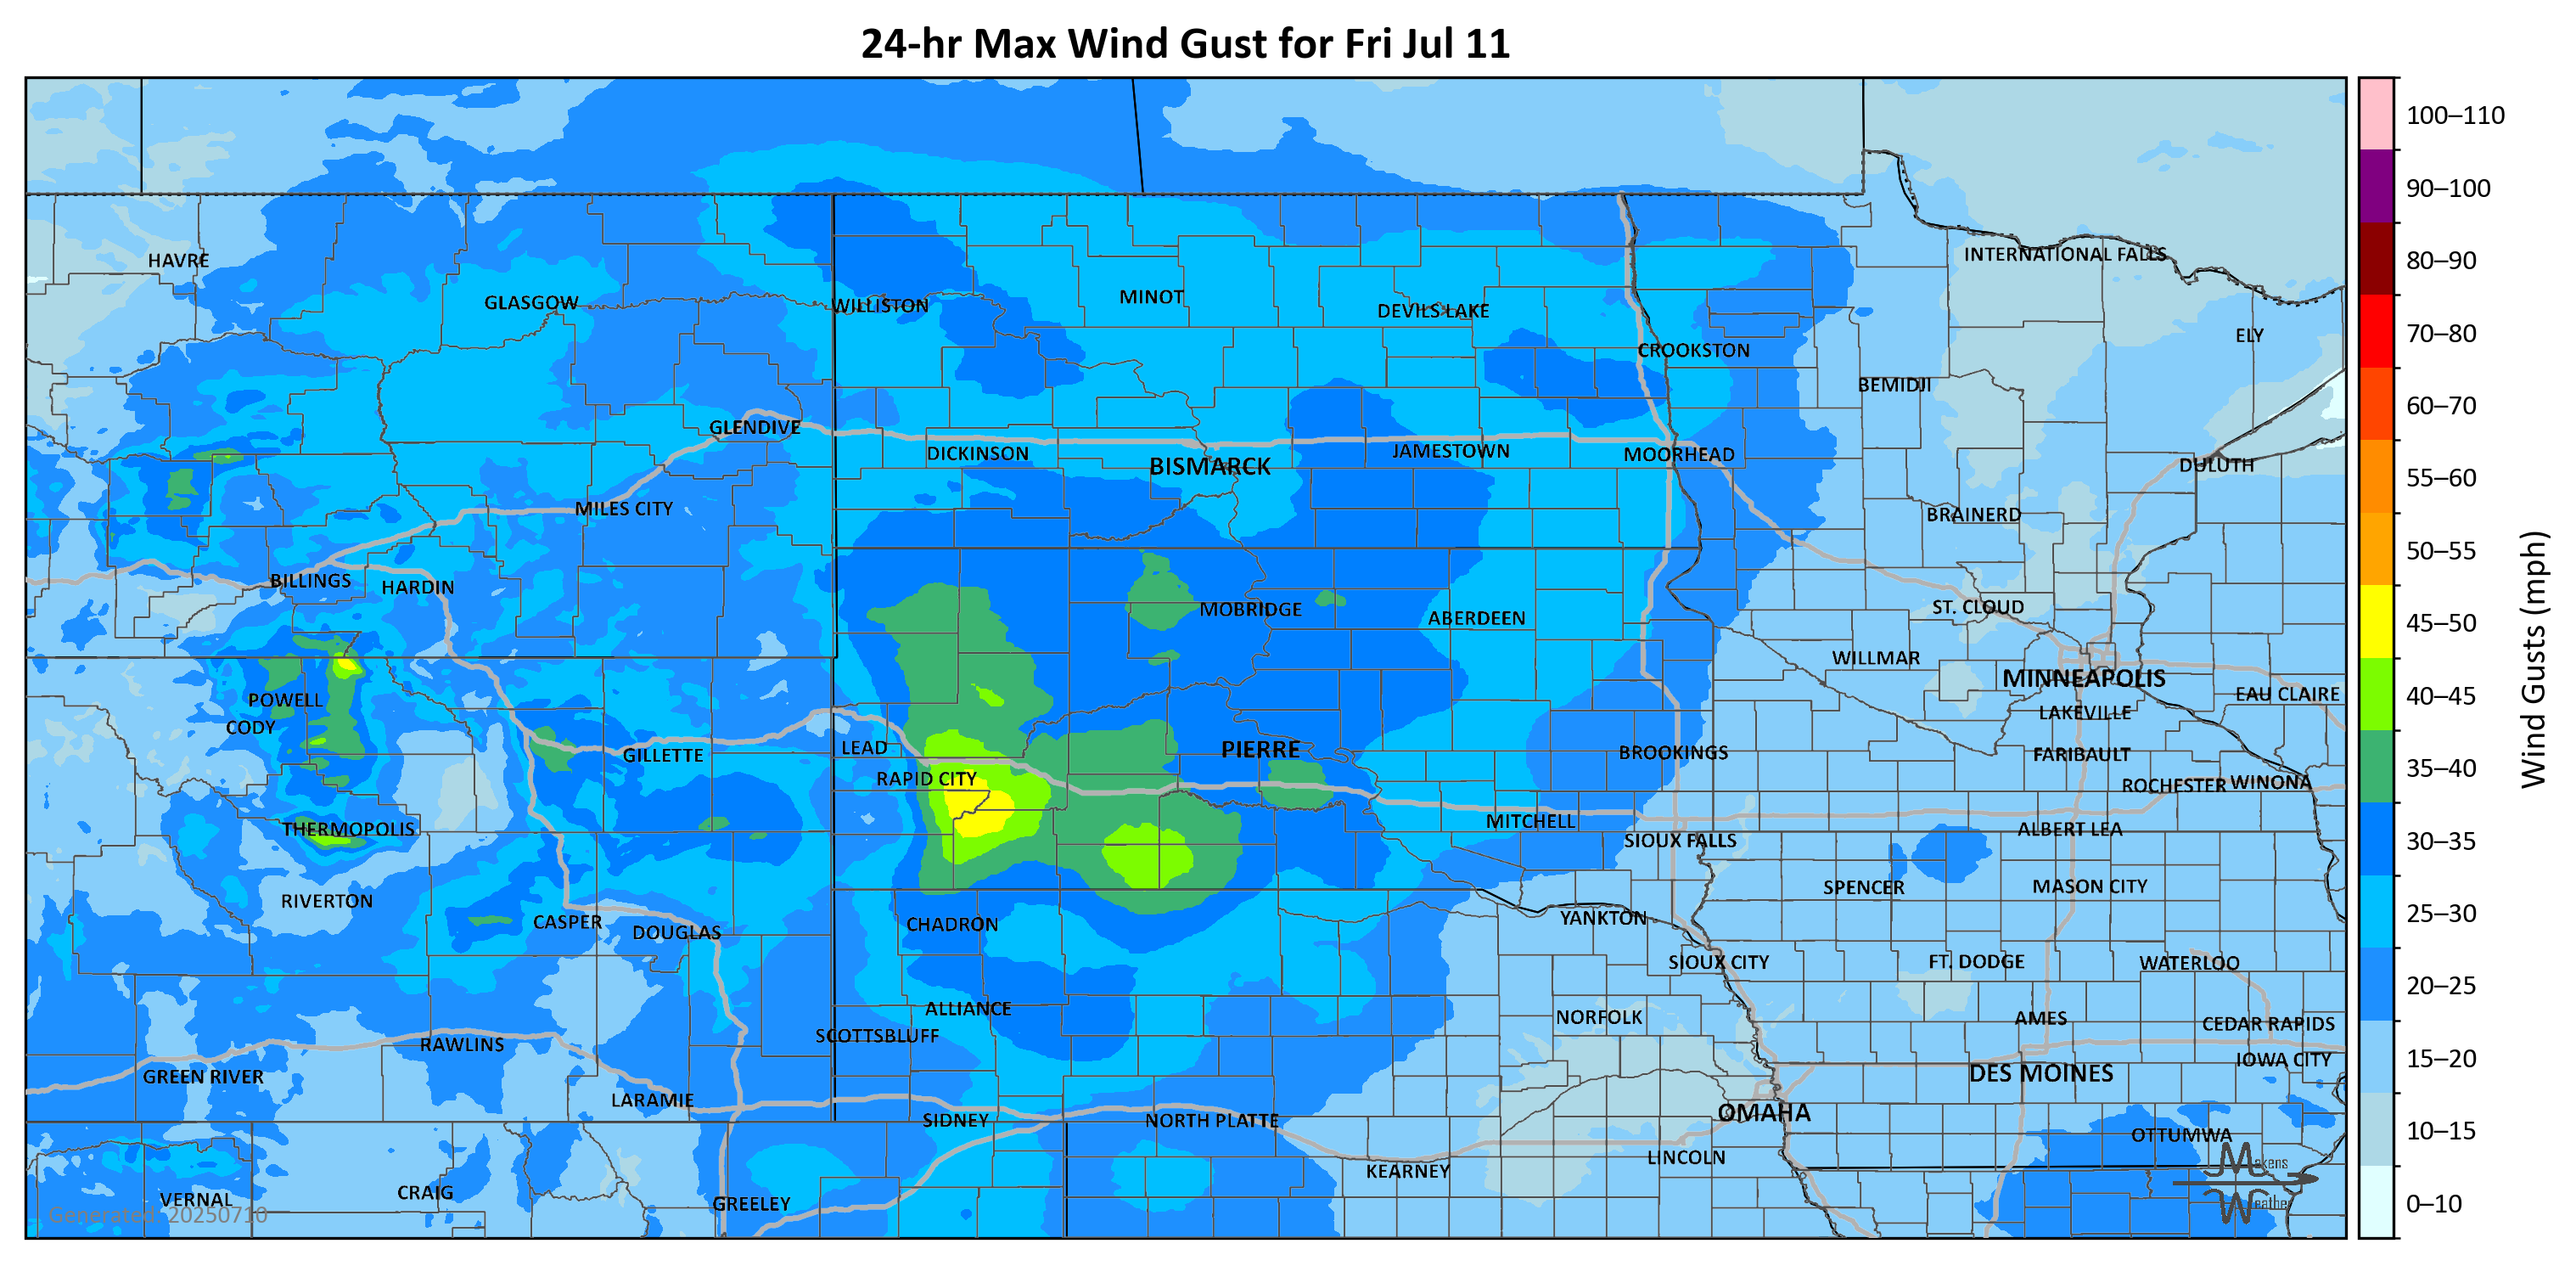 24-hr Max Wind Gust for Fri Jul 11
100–110
90–100
80–90
70–80
60–70
55–60
50–55
45–50
40–45
35–40
30–35
25–30
20–25
15–20
10–15
0–10
Wind Gusts (mph)
HAVRE
GLASGOW
WILLISTON
MINOT
DEVILS LAKE
INTERNATIONAL FALLS
ELY
CROOKSTON
BEMIDJI
GLENDIVE
DICKINSON
BISMARCK
JAMESTOWN
MOORHEAD
DULUTH
MILES CITY
BRAINERD
BILLINGS
HARDIN
MOBRIDGE
ABERDEEN
ST. CLOUD
WILLMAR
MINNEAPOLIS
EAU CLAIRE
POWELL
CODY
LAKEVILLE
GILLETTE
LEAD
PIERRE
BROOKINGS
FARIBAULT
RAPID CITY
ROCHESTER
WINONA
THERMOPOLIS
MITCHELL
SIOUX FALLS
ALBERT LEA
RIVERTON
SPENCER
MASON CITY
CASPER
DOUGLAS
CHADRON
YANKTON
SIOUX CITY
FT. DODGE
WATERLOO
ALLIANCE
NORFOLK
AMES
CEDAR RAPIDS
SCOTTSBLUFF
RAWLINS
IOWA CITY
GREEN RIVER
DES MOINES
LARAMIE
SIDNEY
NORTH PLATTE
OMAHA
OTTUMWA
LINCOLN
KEARNEY
VERNAL
CRAIG
GREELEY
Generated: 20250710
Makens
Weather